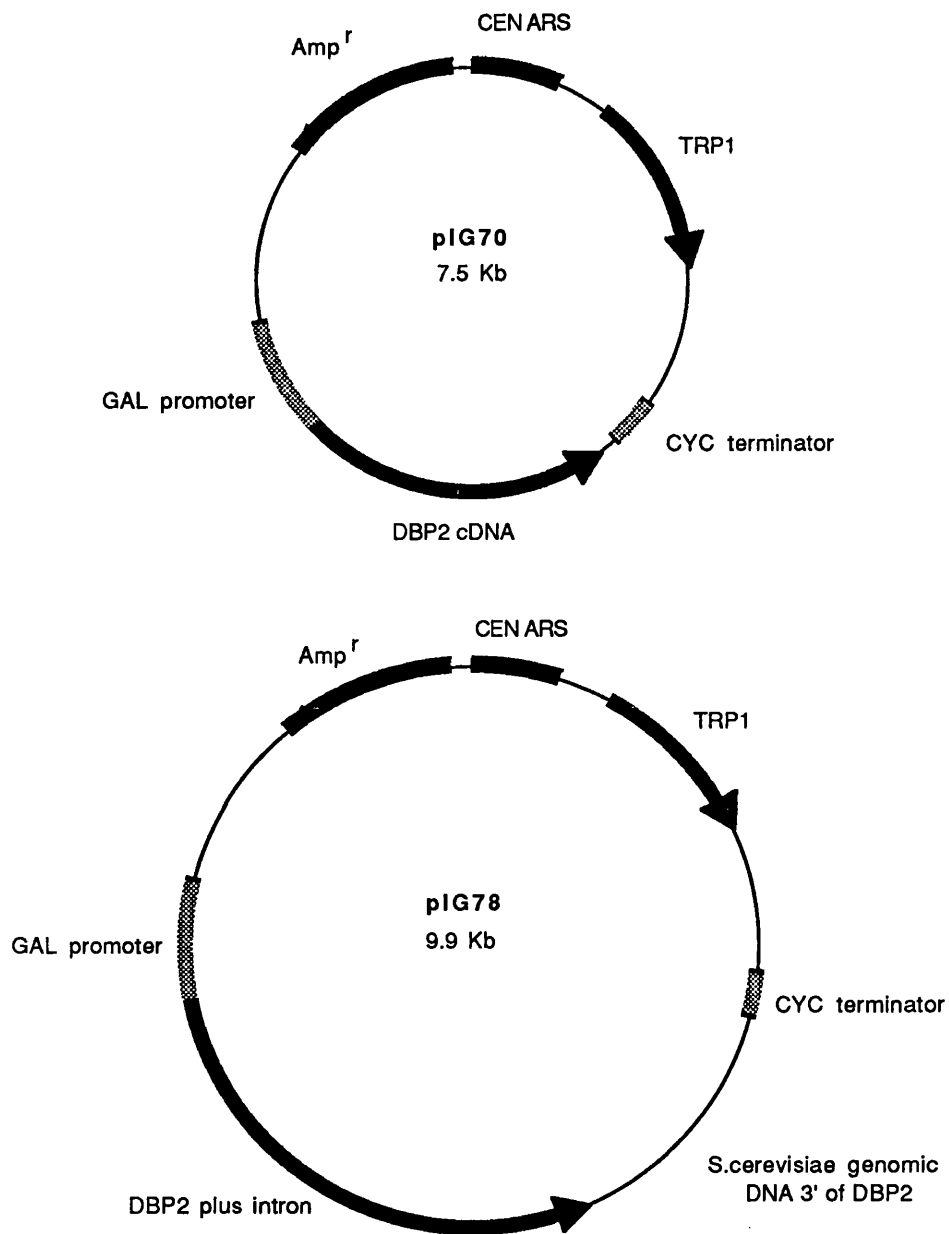 CEN ARS
Amp r
TRP1
pIG70
7.5 Kb
GAL promoter
CYC terminator
DBP2 cDNA
CEN ARS
Amp r
TRP1
pIG78
9.9 Kb
GAL promoter
CYC terminator
S.cerevisiae genomic
DNA 3' of DBP2
DBP2 plus intron